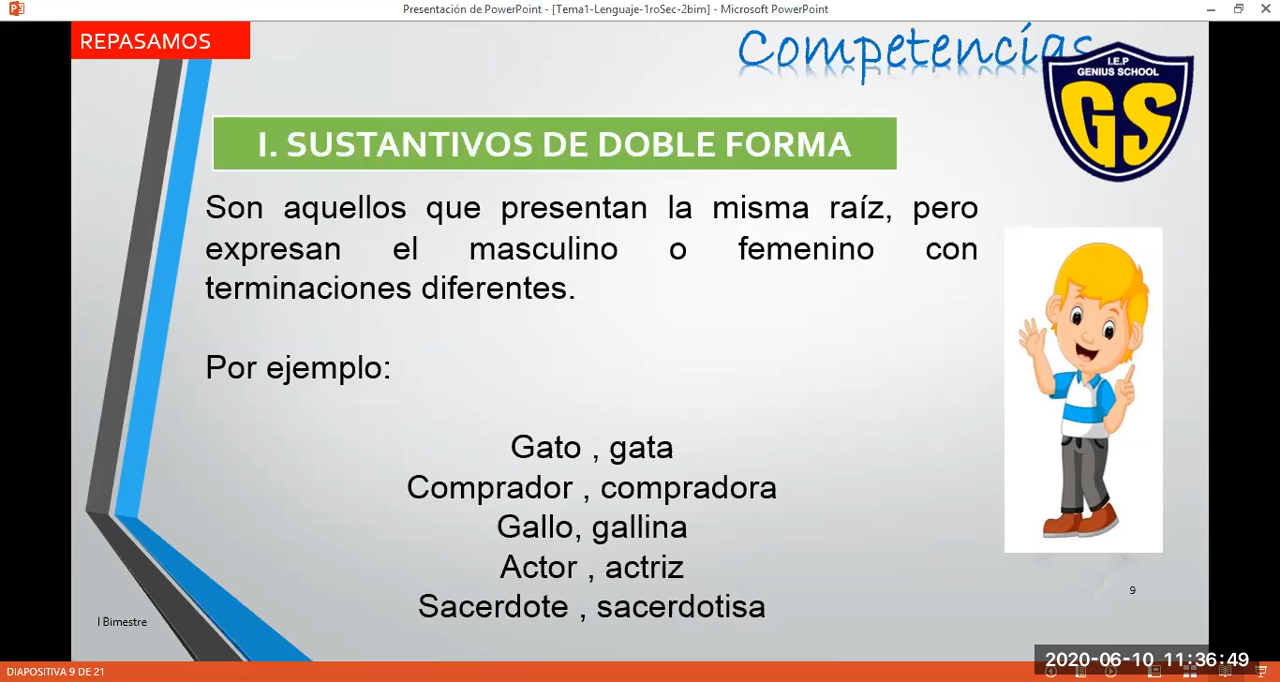 Presentación de PowerPoint - [Tema1-Lenguaje-1roSec-2bim] - Microsoft PowerPoint
REPASAMOS
Competencias
I.E.P
GENIUS SCHOOL
GS
I. SUSTANTIVOS DE DOBLE FORMA
Son aquellos que presentan la misma raíz, pero
expresan el masculino o femenino con
terminaciones diferentes.
Por ejemplo:
Gato , gata
Comprador , compradora
Gallo, gallina
Actor , actriz
Sacerdote , sacerdotisa
9
I Bimestre
2020-06-10 11:36:49
DIAPOSITIVA 9 DE 21